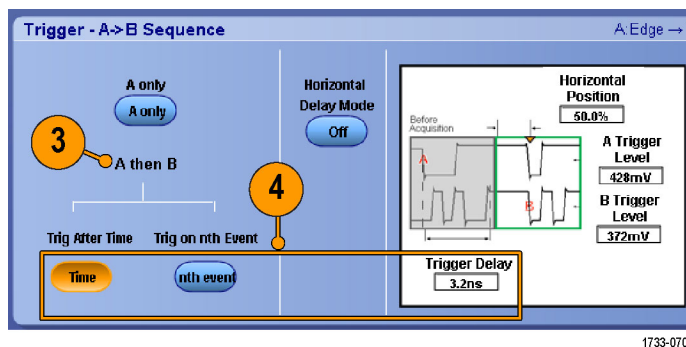 Trigger - A->B Sequence
A:Edge →
A only
A only
Horizontal
Delay Mode
Off
3
A then B
4
Trig After Time
Trig on nth Event
Time
nth event
Horizontal
Position
50.0%
Before
Acquisition
A
B
A Trigger
Level
428mV
B Trigger
Level
372mV
Trigger Delay
3.2ns
1733-070